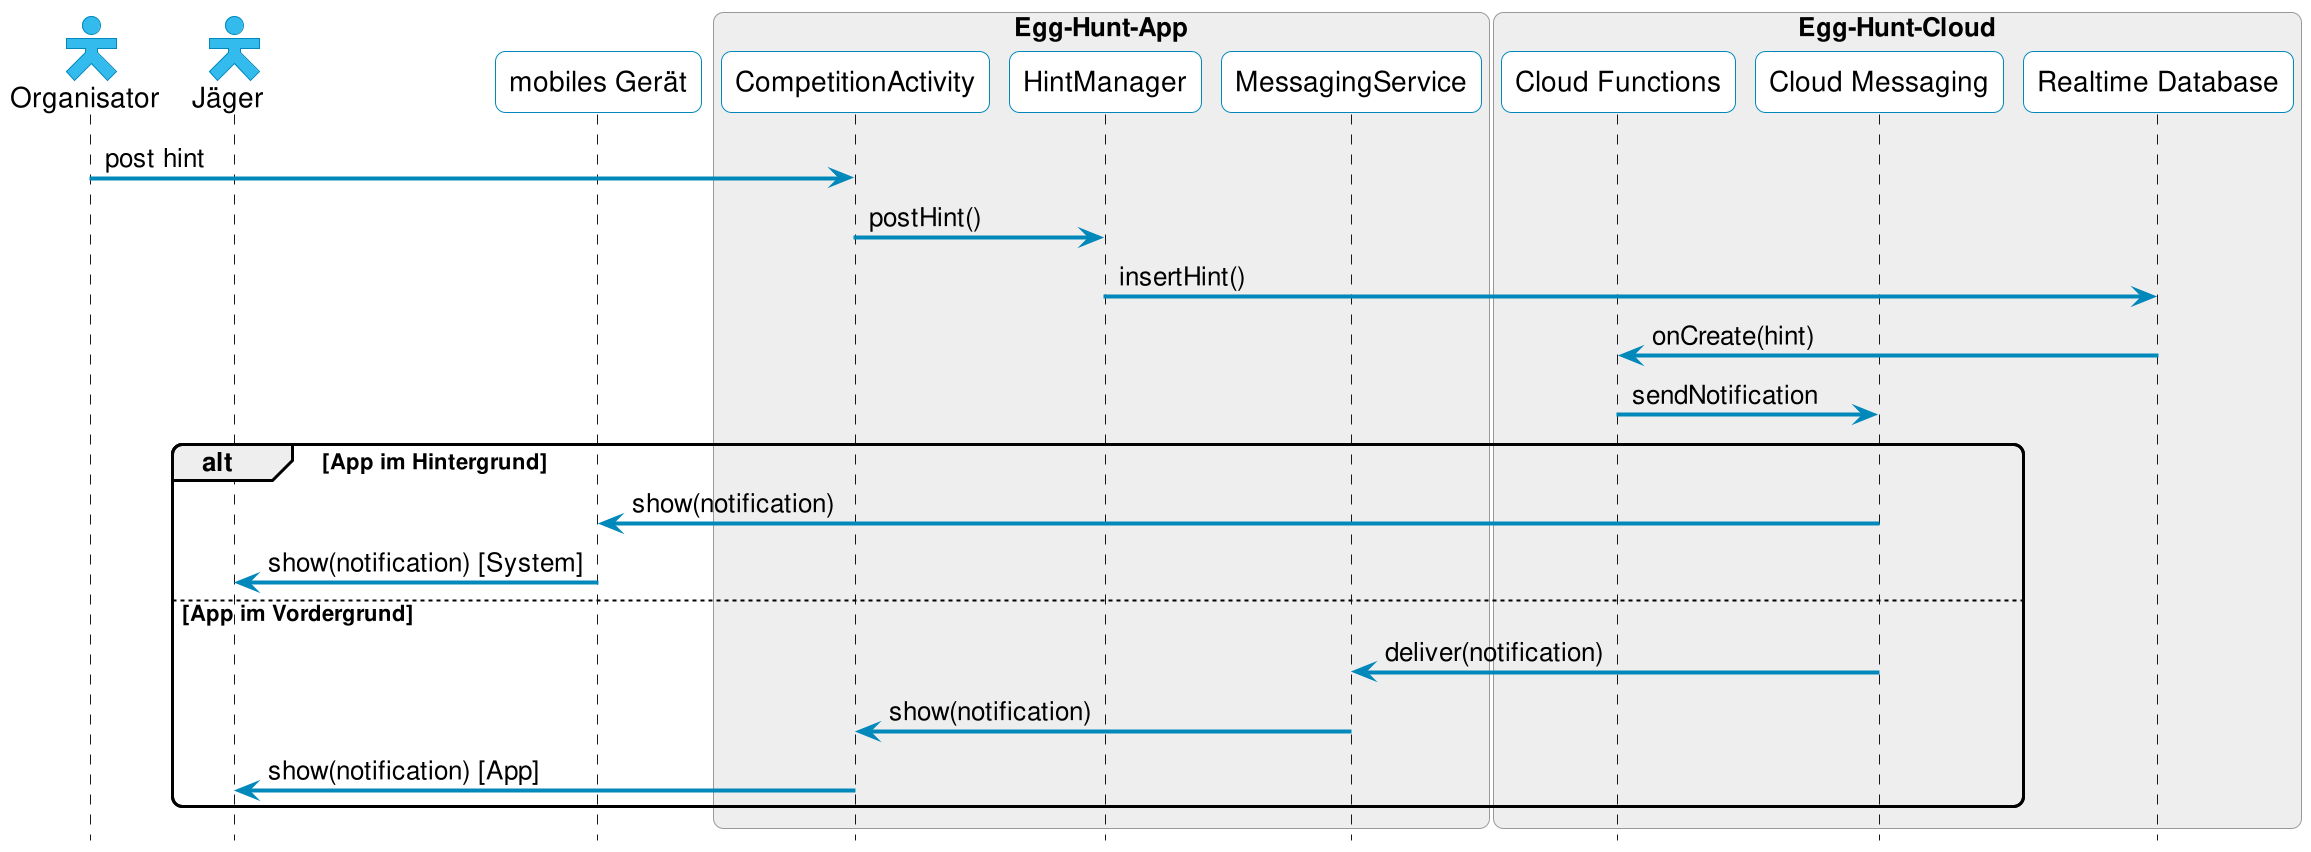 Egg-Hunt-App
Egg-Hunt-Cloud
Organisator
Jäger
mobiles Gerät
CompetitionActivity
HintManager
MessagingService
Cloud Functions
Cloud Messaging
Realtime Database
post hint
postHint()
insertHint()
onCreate(hint)
sendNotification
alt
[App im Hintergrund]
show(notification)
show(notification) [System]
[App im Vordergrund]
deliver(notification)
show(notification)
show(notification) [App]